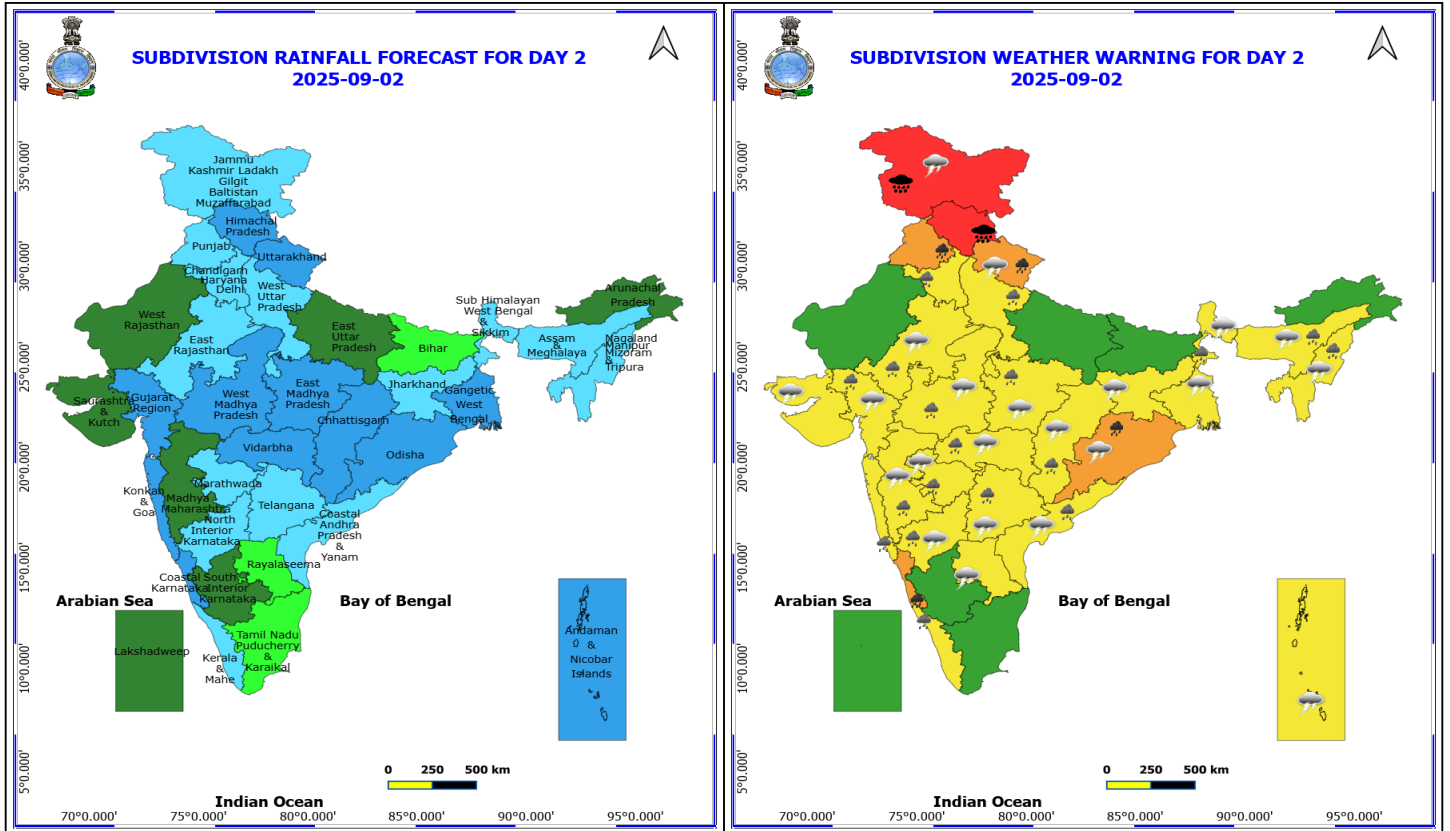 SUBDIVISION RAINFALL FORECAST FOR DAY 2
2025-09-02
40°0.000'
35°0.000'
30°0.000'
25°0.000'
20°0.000'
15°0.000'
10°0.000'
5°0.000'
Jammu
Kashmir Ladakh
Gilgit
Baltistan
Muzaffarabad
Himachal
Pradesh
Punjab
Uttarakhand
Chandigarh
Haryana
Delhi
West
Uttar
Pradesh
West
Rajasthan
East
Rajasthan
East
Uttar
Pradesh
Bihar
Sub Himalayan
West Bengal
&
Sikkim
Arunachal
Pradesh
Assam
&
Meghalaya
Nagaland
Manipur
Mizoram
&
Tripura
Jharkhand
Gangetic
West
Bengal
Saurashtra
&
Kutch
Gujarat
Region
West
Madhya
Pradesh
East
Madhya
Pradesh
Chhattisgarh
Vidarbha
Odisha
Konkan
&
Goa
Madhya
Maharashtra
Marathwada
Telangana
North
Interior
Karnataka
Coastal
Andhra
Pradesh
&
Yanam
Rayalaseema
Coastal
Karnataka
South
Interior
Karnataka
Arabian Sea
Bay of Bengal
Lakshadweep
Tamil Nadu
Puducherry
&
Karaikal
Kerala
&
Mahe
Andaman
&
Nicobar
Islands
0 250 500 km
Indian Ocean
70°0.000' 75°0.000' 80°0.000' 85°0.000' 90°0.000' 95°0.000'
SUBDIVISION WEATHER WARNING FOR DAY 2
2025-09-02
40°0.000'
35°0.000'
30°0.000'
25°0.000'
20°0.000'
15°0.000'
10°0.000'
5°0.000'
Arabian Sea
Bay of Bengal
0 250 500 km
Indian Ocean
70°0.000' 75°0.000' 80°0.000' 85°0.000' 90°0.000' 95°0.000'